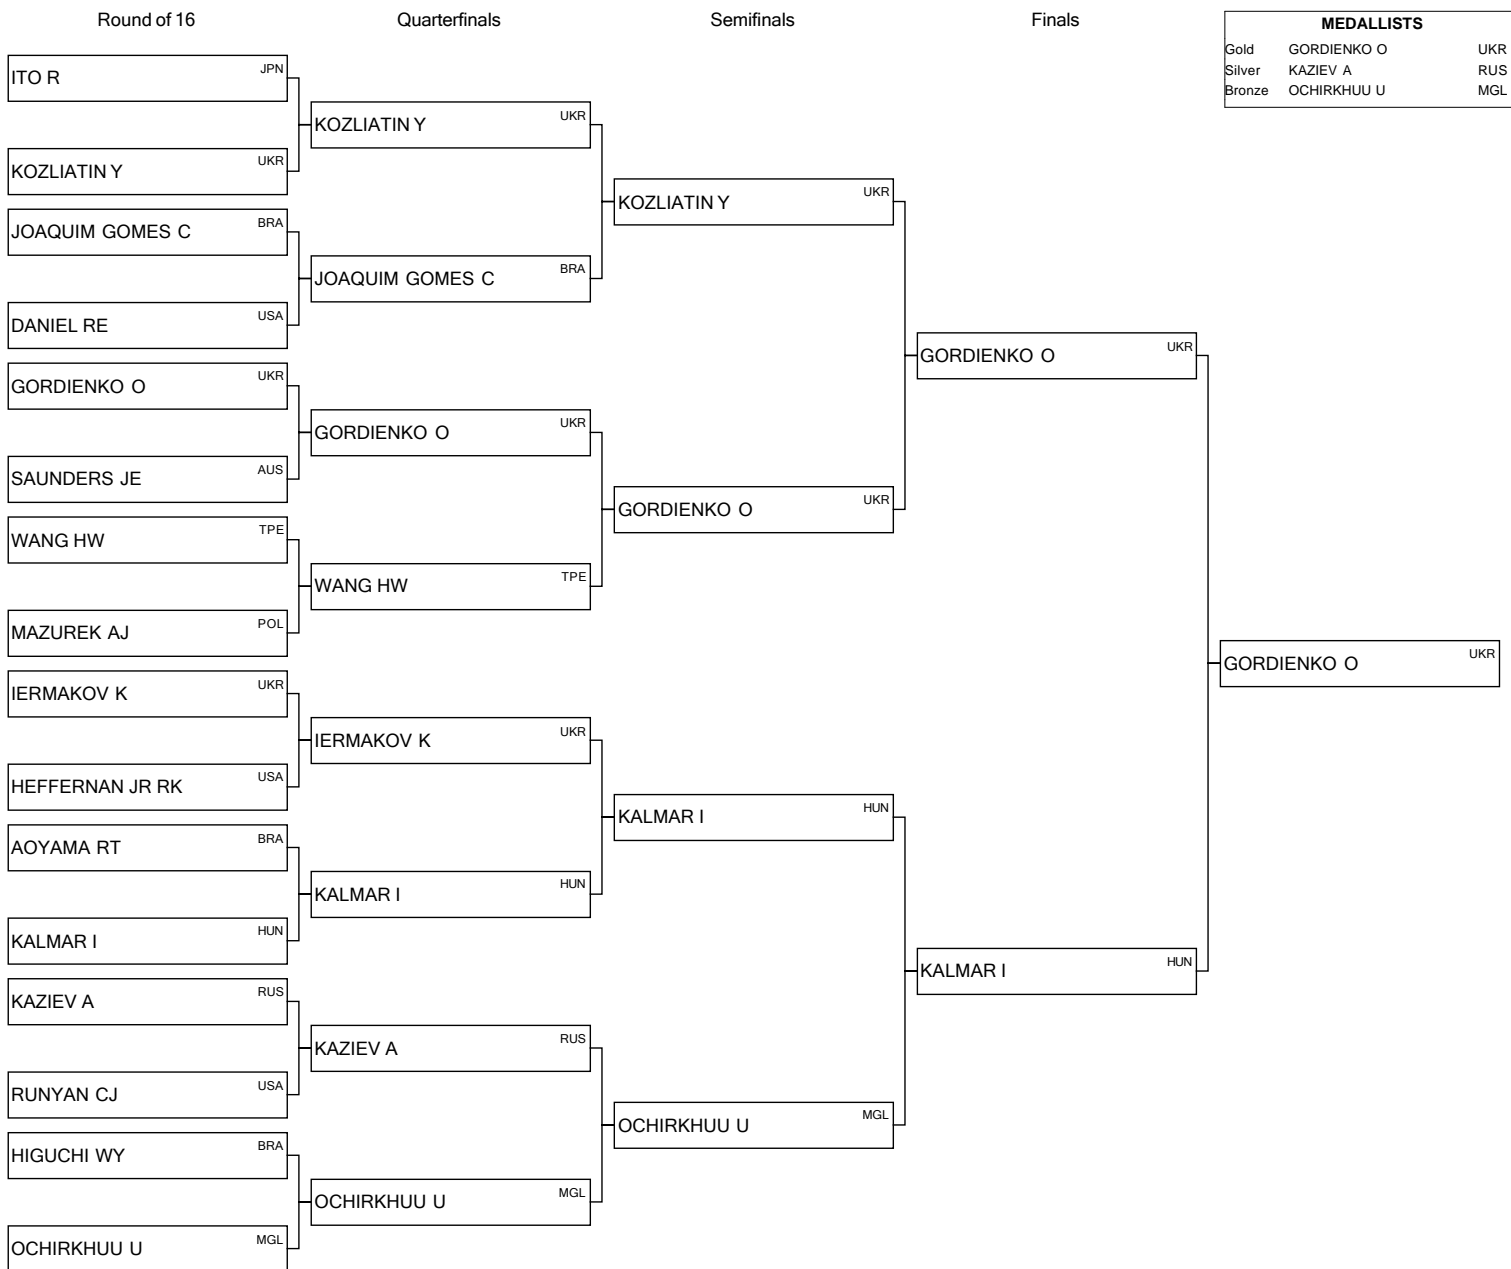 Round of 16
Quarterfinals
Semifinals
Finals
MEDALLISTS
Gold GORDIENKO O UKR
Silver KAZIEV A RUS
Bronze OCHIRKHUU U MGL
ITO R JPN
KOZLIATIN Y UKR
JOAQUIM GOMES C BRA
DANIEL RE USA
GORDIENKO O UKR
SAUNDERS JE AUS
WANG HW TPE
MAZUREK AJ POL
IERMAKOV K UKR
HEFFERNAN JR RK USA
AOYAMA RT BRA
KALMAR I HUN
KAZIEV A RUS
RUNYAN CJ USA
HIGUCHI WY BRA
OCHIRKHUU U MGL
KOZLIATIN Y UKR
JOAQUIM GOMES C BRA
GORDIENKO O UKR
WANG HW TPE
IERMAKOV K UKR
KALMAR I HUN
KAZIEV A RUS
OCHIRKHUU U MGL
KOZLIATIN Y UKR
GORDIENKO O UKR
KALMAR I HUN
OCHIRKHUU U MGL
GORDIENKO O UKR
KALMAR I HUN
GORDIENKO O UKR